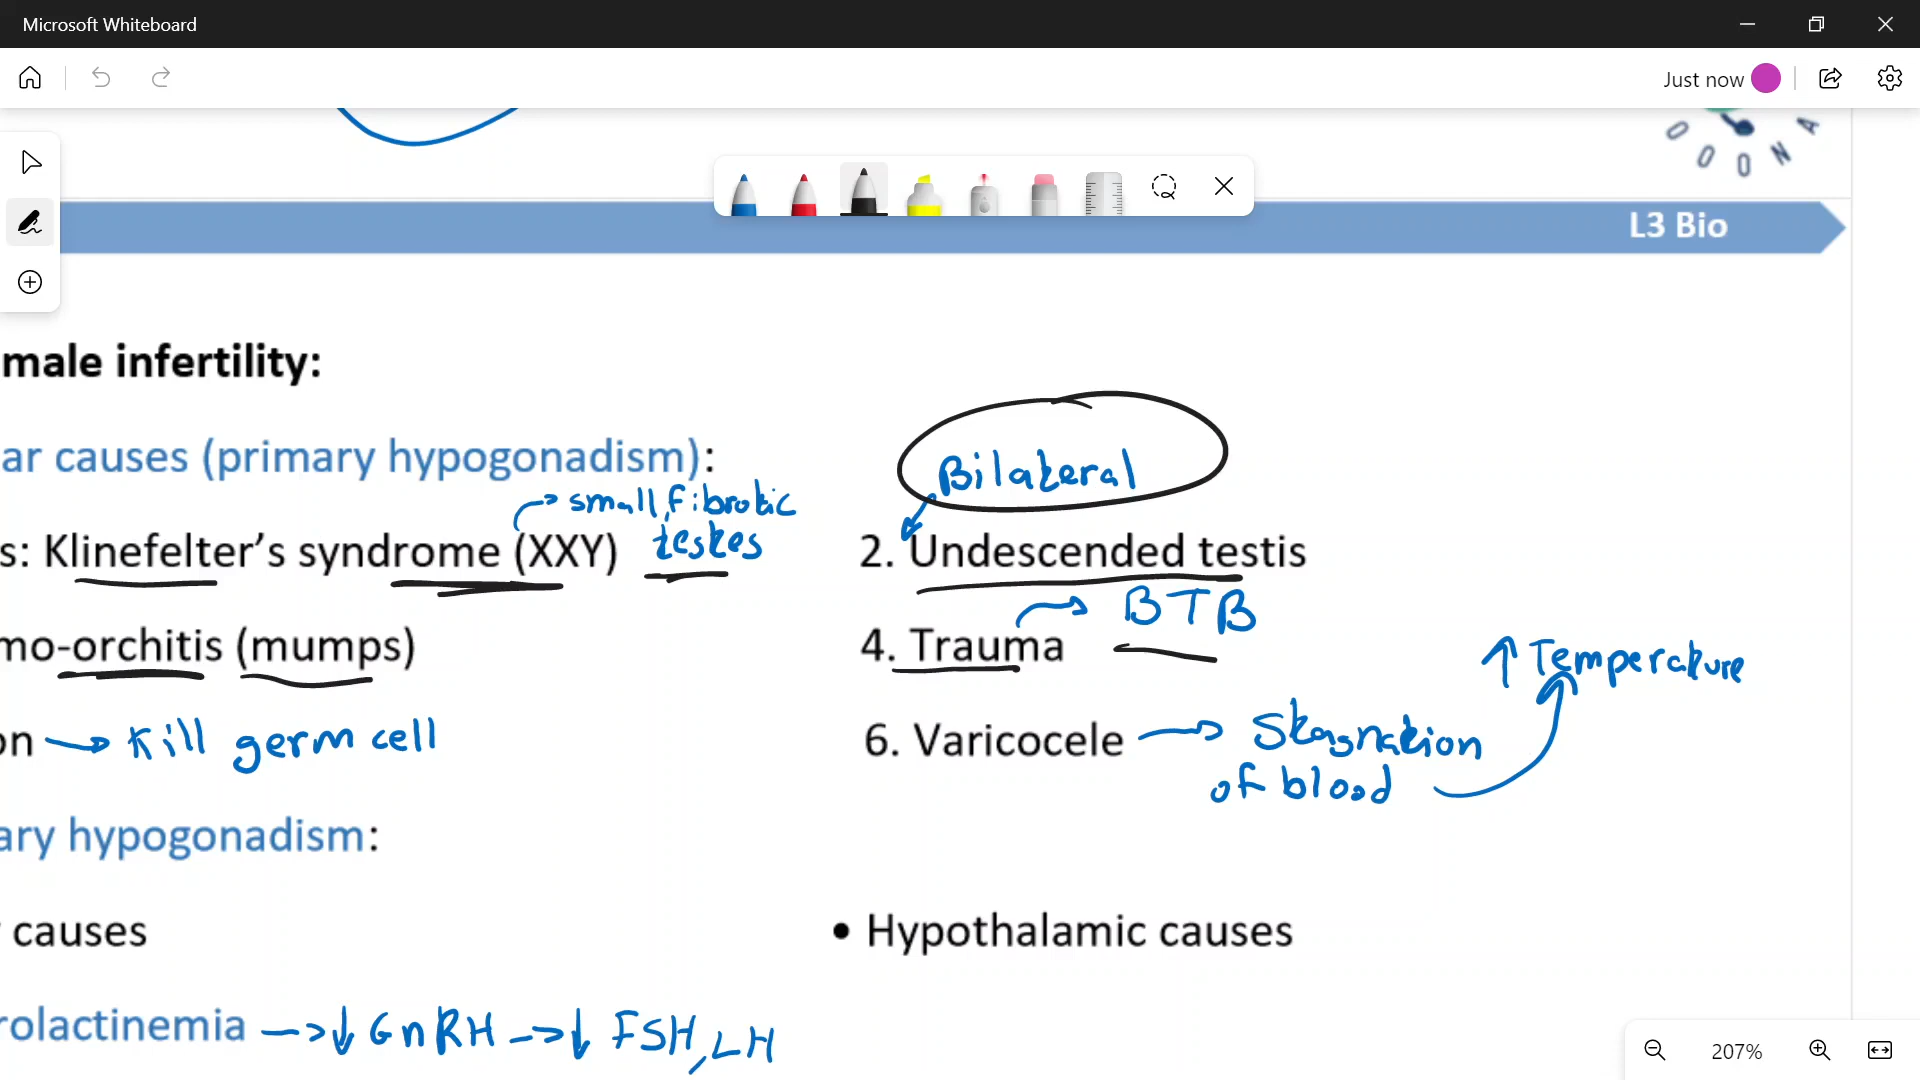 Microsoft Whiteboard
Just now
L3 Bio
male infertility:
ar causes (primary hypogonadism):
Bilateral
small, fibrotic
testes
s: Klinefelter’s syndrome (XXY)
2. Undescended testis
BTB
mo-orchitis (mumps)
4. Trauma
↑ Temperature
on → Kill germ cell
6. Varicocele → Stagnation
of blood
ary hypogonadism:
causes
• Hypothalamic causes
rolactinemia → ↓ GnRH → ↓ FSH, LH
207%